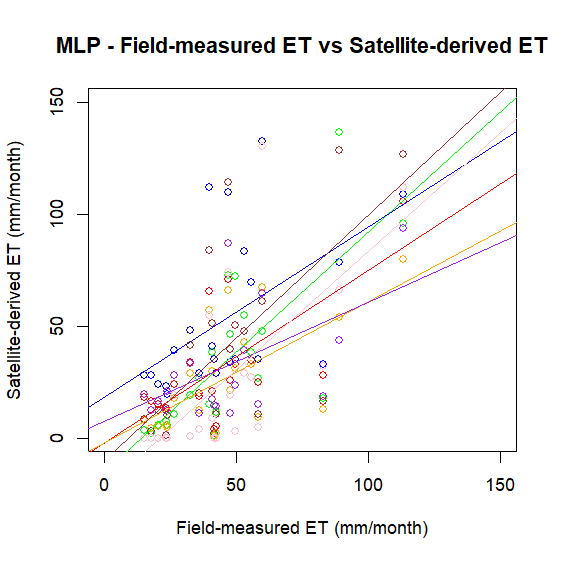 MLP - Field-measured ET vs Satellite-derived ET
Satellite-derived ET (mm/month)
150
100
50
0
0 50 100 150
Field-measured ET (mm/month)